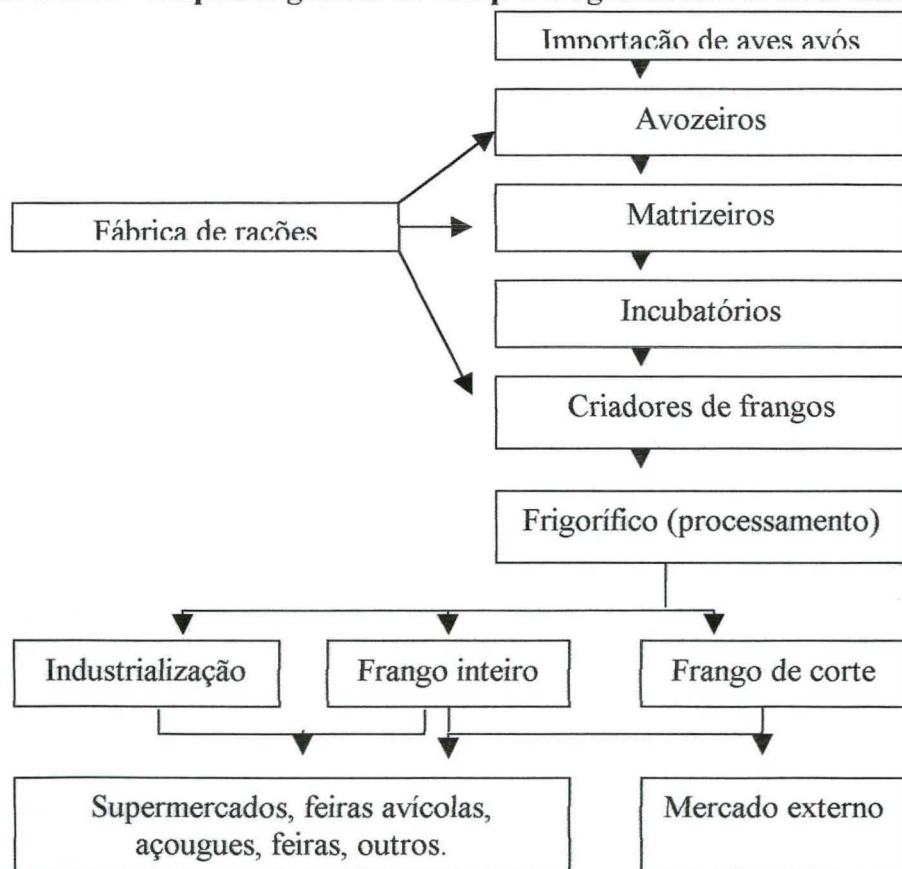 Importação de aves avós
Avozeiros
Fábrica de rações
Matrizeiros
Incubatórios
Criadores de frangos
Frigorífico (processamento)
Industrialização
Frango inteiro
Frango de corte
Supermercados, feiras avícolas,
açougues, feiras, outros.
Mercado externo